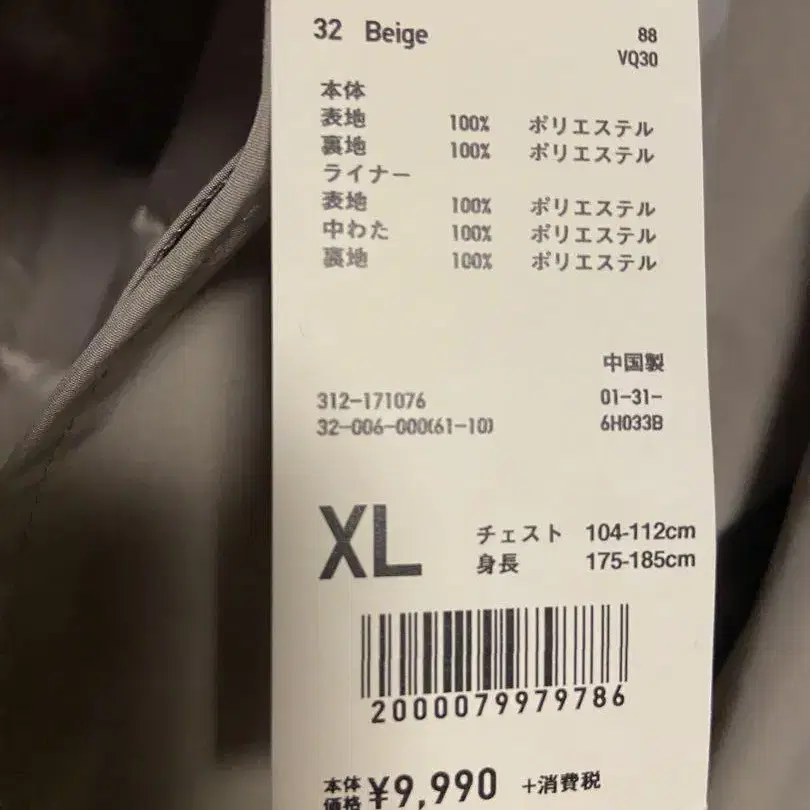 32 Beige 88
VQ30
本体
表地 100% ポリエステル
裏地 100% ポリエステル
ライナー
表地 100% ポリエステル
中わた 100% ポリエステル
裏地 100% ポリエステル
中国製
312-171076 01-31-
32-006-000(61-10) 6H033B
XL チェスト 104-112cm
身長 175-185cm
2000079979786
本体価格 ¥9,990 +消費税